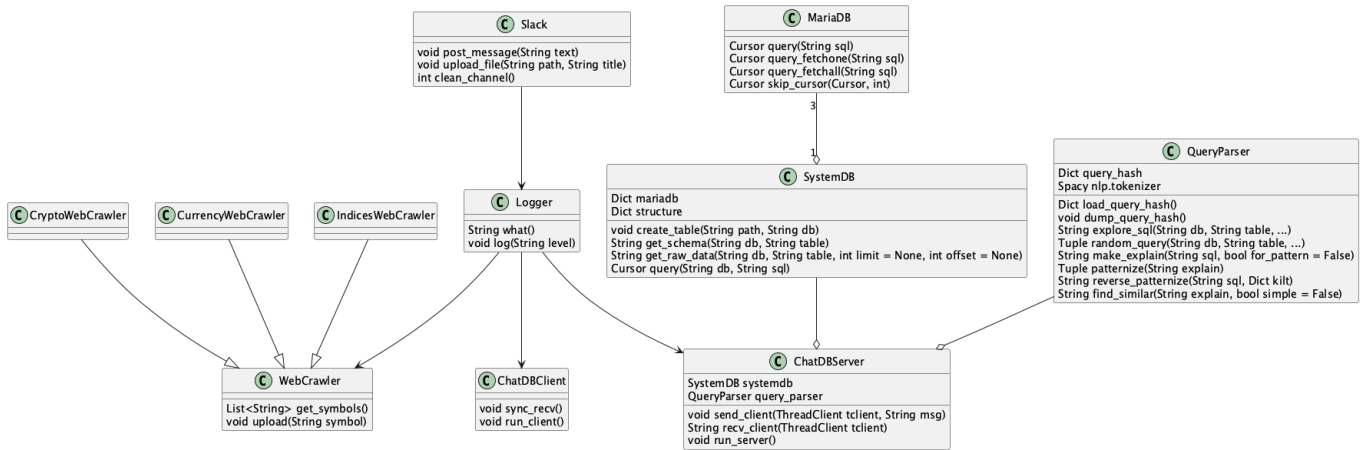 C Slack
void post_message(String text)
void upload_file(String path, String title)
int clean_channel()
C MariaDB
Cursor query(String sql)
Cursor query_fetchone(String sql)
Cursor query_fetchall(String sql)
Cursor skip_cursor(Cursor, int)
3
1
C QueryParser
Dict query_hash
Spacy nlp.tokenizer
Dict load_query_hash()
void dump_query_hash()
String explore_sql(String db, String table, ...)
Tuple random_query(String db, String table, ...)
String make_explain(String sql, bool for_pattern = False)
Tuple patternize(String explain)
String reverse_patternize(String sql, Dict kilt)
String find_similar(String explain, bool simple = False)
C SystemDB
Dict mariadb
Dict structure
void create_table(String path, String db)
String get_schema(String db, String table)
String get_raw_data(String db, String table, int limit = None, int offset = None)
Cursor query(String db, String sql)
C CryptoWebCrawler
C CurrencyWebCrawler
C IndicesWebCrawler
C Logger
String what()
void log(String level)
C WebCrawler
List<String> get_symbols()
void upload(String symbol)
C ChatDBClient
void sync_recv()
void run_client()
C ChatDBServer
SystemDB systemdb
QueryParser query_parser
void send_client(ThreadClient tclient, String msg)
String recv_client(ThreadClient tclient)
void run_server()